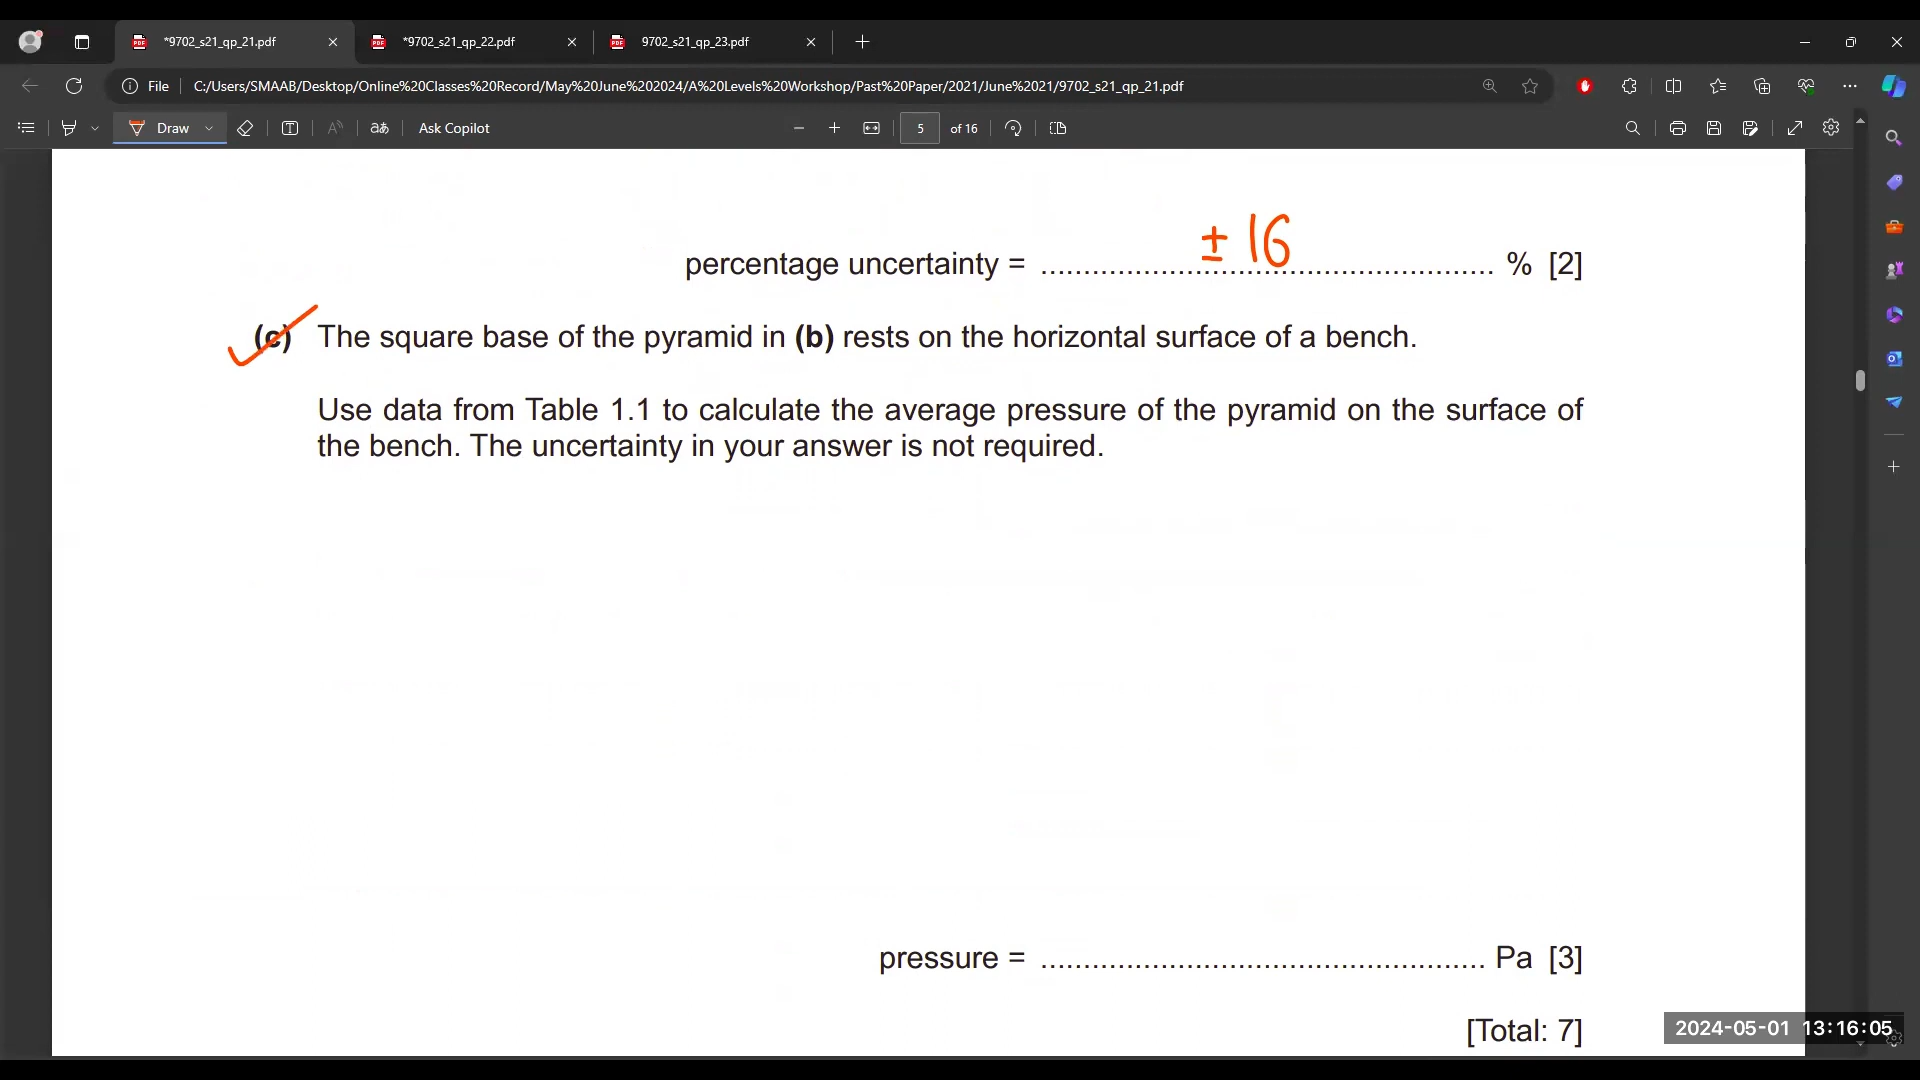 *9702_s21_qp_21.pdf
*9702_s21_qp_22.pdf
9702_s21_qp_23.pdf
File
C:/Users/SMAAB/Desktop/Online%20Classes%20Record/May%20June%202024/A%20Levels%20Workshop/Past%20Paper/2021/June%2021/9702_s21_qp_21.pdf
Draw
Ask Copilot
5 of 16
percentage uncertainty = ± 16 % [2]
(c) The square base of the pyramid in (b) rests on the horizontal surface of a bench.
Use data from Table 1.1 to calculate the average pressure of the pyramid on the surface of
the bench. The uncertainty in your answer is not required.
pressure = ................................................... Pa [3]
[Total: 7]
2024-05-01 13:16:05